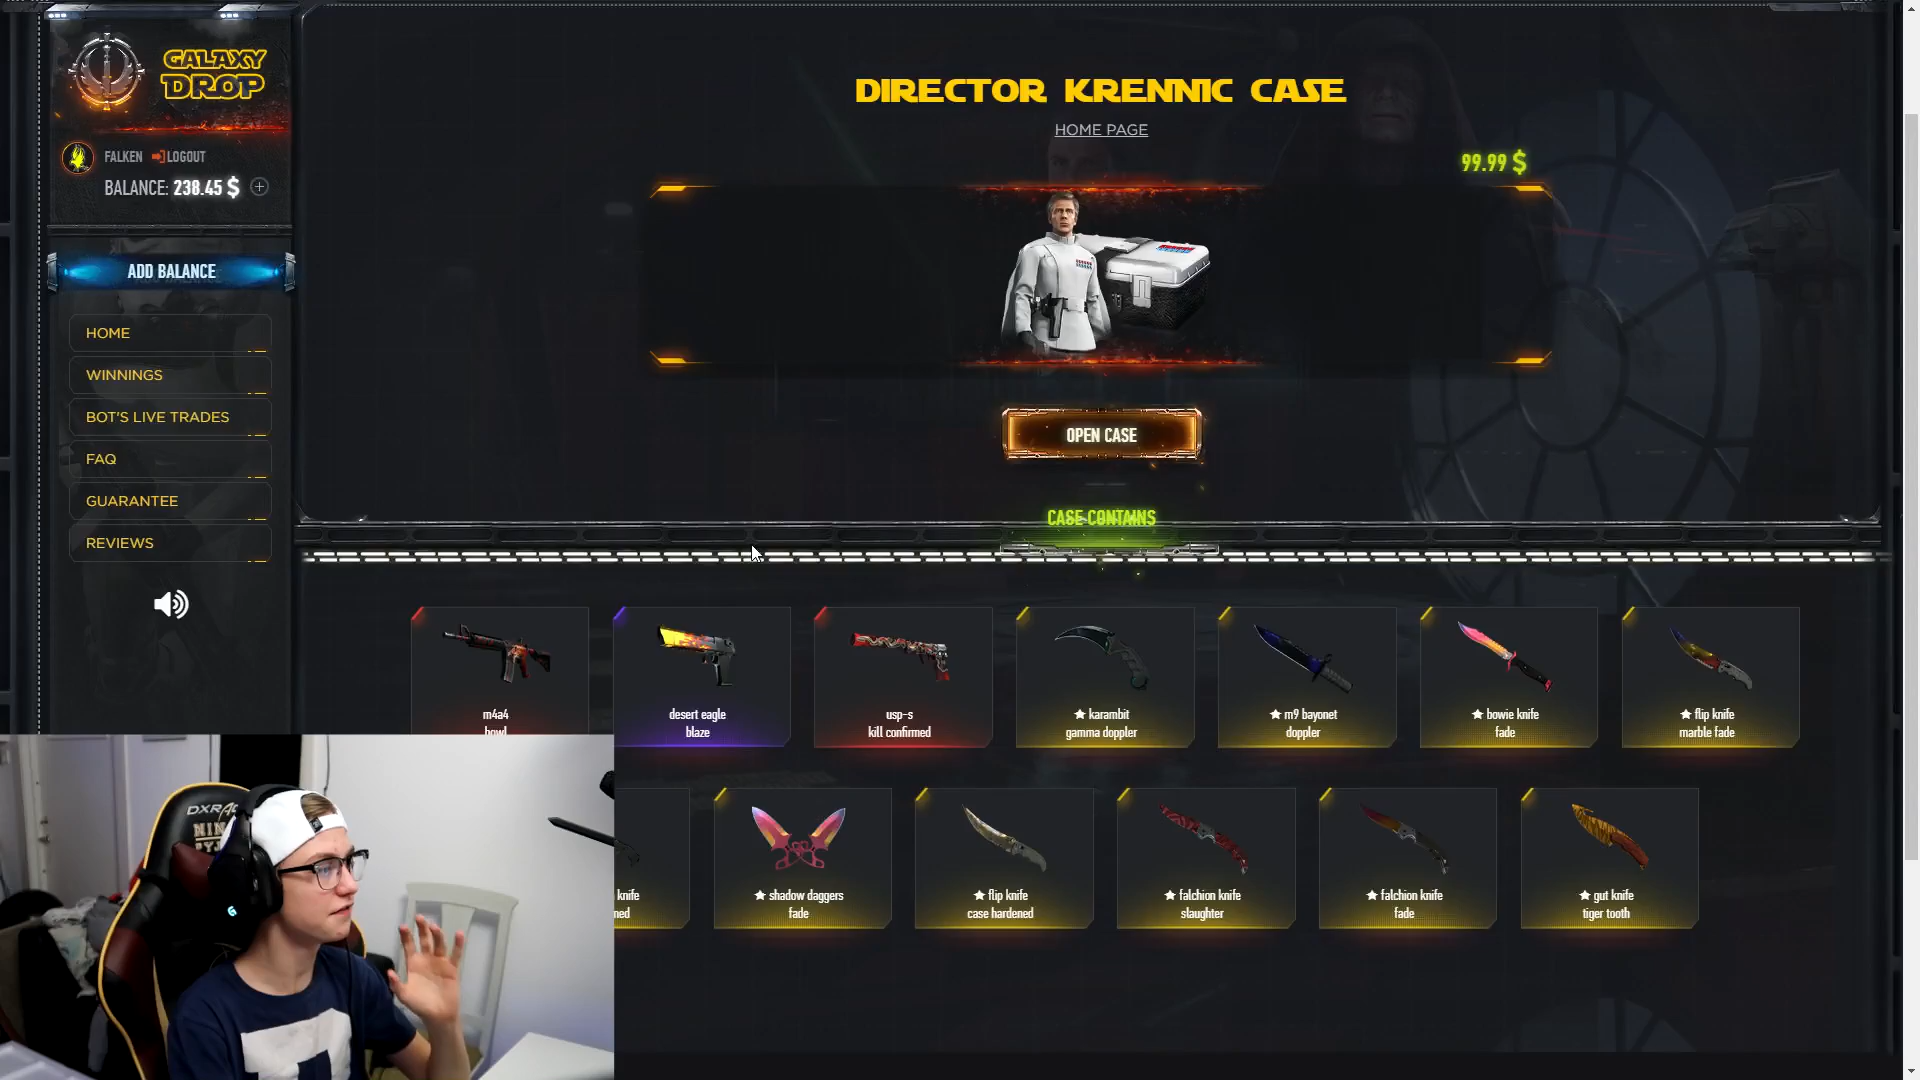 GALAXY
DROP
FALKEN LOGOUT
BALANCE: 238.45 $
ADD BALANCE
HOME
WINNINGS
BOT'S LIVE TRADES
FAQ
GUARANTEE
REVIEWS
DIRECTOR KRENNIC CASE
HOME PAGE
99.99 $
OPEN CASE
CASE CONTAINS
m4a4
howl
desert eagle
blaze
usp-s
kill confirmed
★ karambit
gamma doppler
★ m9 bayonet
doppler
★ bowie knife
fade
★ flip knife
marble fade
knife
ned
★ shadow daggers
fade
★ flip knife
case hardened
★ falchion knife
slaughter
★ falchion knife
fade
★ gut knife
tiger tooth